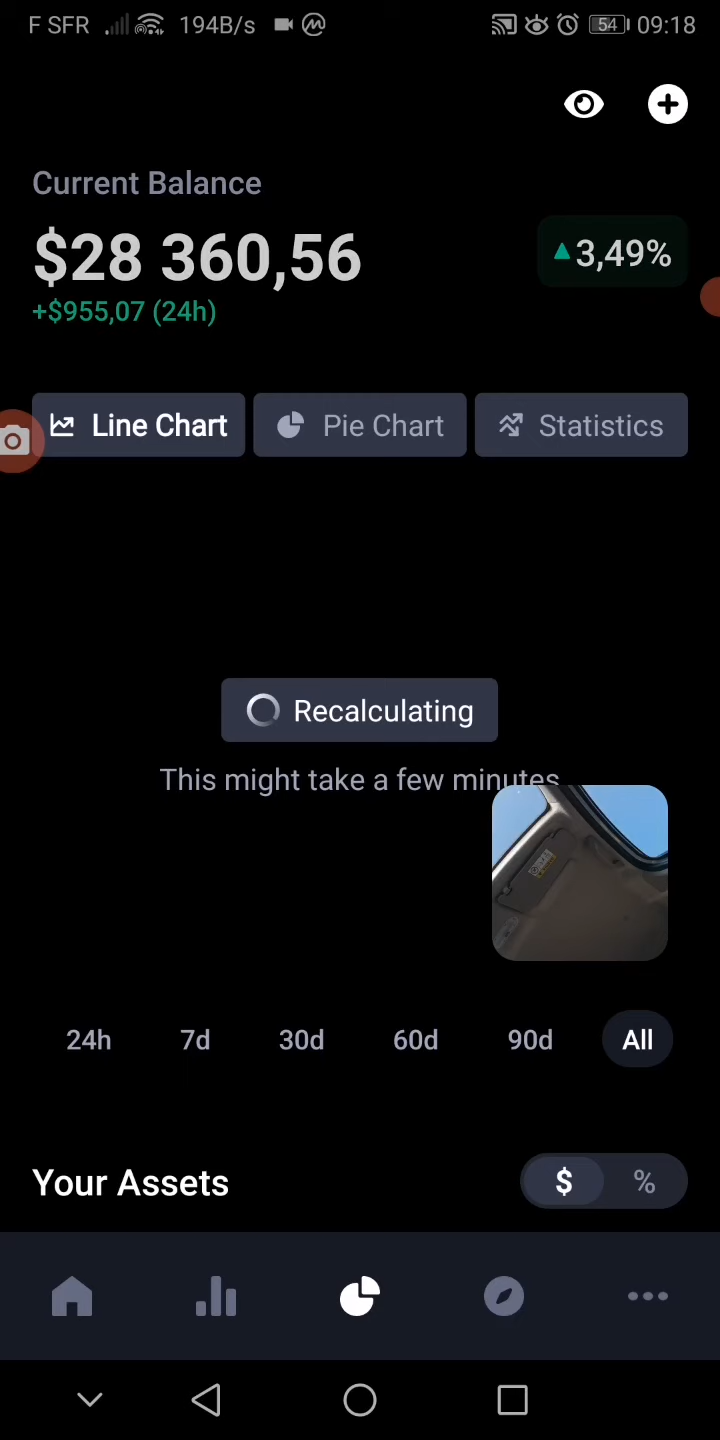 F SFR 194B/s 54 09:18
Current Balance
$28 360,56
3,49%
+$955,07 (24h)
Line Chart Pie Chart Statistics
Recalculating
This might take a few minutes
24h 7d 30d 60d 90d All
Your Assets $ %